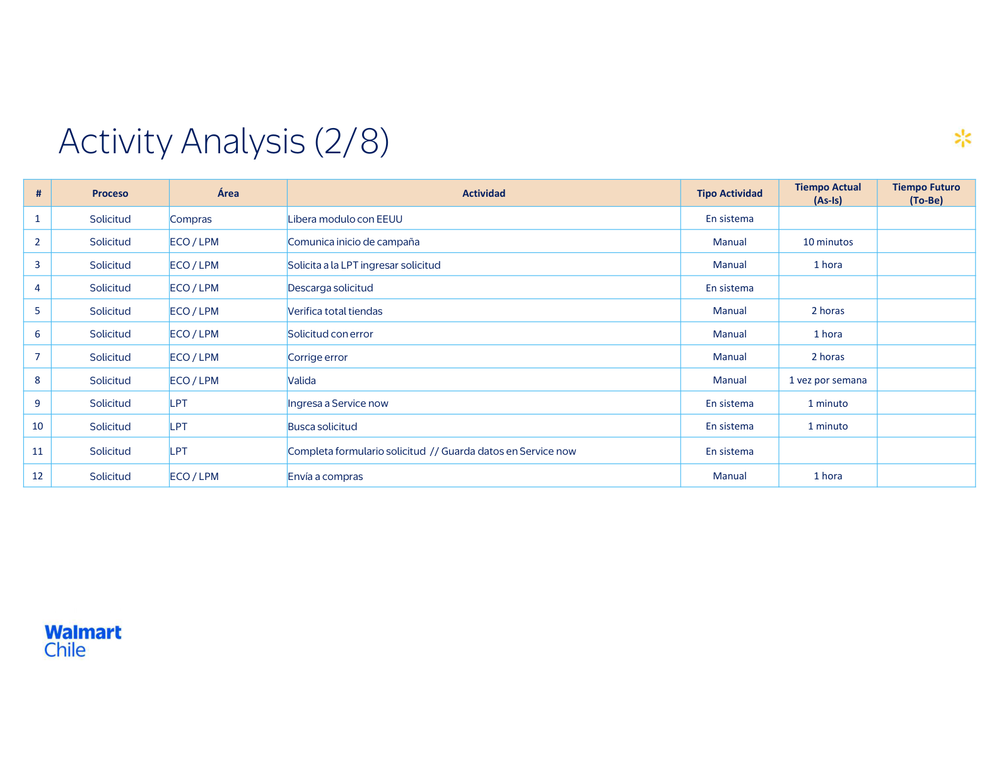 Activity Analysis (2/8)
# Proceso Área Actividad Tipo Actividad Tiempo Actual (As-Is) Tiempo Futuro (To-Be)
1 Solicitud Compras Libera modulo con EEUU En sistema
2 Solicitud ECO / LPM Comunica inicio de campaña Manual 10 minutos
3 Solicitud ECO / LPM Solicita a la LPT ingresar solicitud Manual 1 hora
4 Solicitud ECO / LPM Descarga solicitud En sistema
5 Solicitud ECO / LPM Verifica total tiendas Manual 2 horas
6 Solicitud ECO / LPM Solicitud con error Manual 1 hora
7 Solicitud ECO / LPM Corrige error Manual 2 horas
8 Solicitud ECO / LPM Valida Manual 1 vez por semana
9 Solicitud LPT Ingresa a Service now En sistema 1 minuto
10 Solicitud LPT Busca solicitud En sistema 1 minuto
11 Solicitud LPT Completa formulario solicitud // Guarda datos en Service now En sistema
12 Solicitud ECO / LPM Envía a compras Manual 1 hora
Walmart
Chile